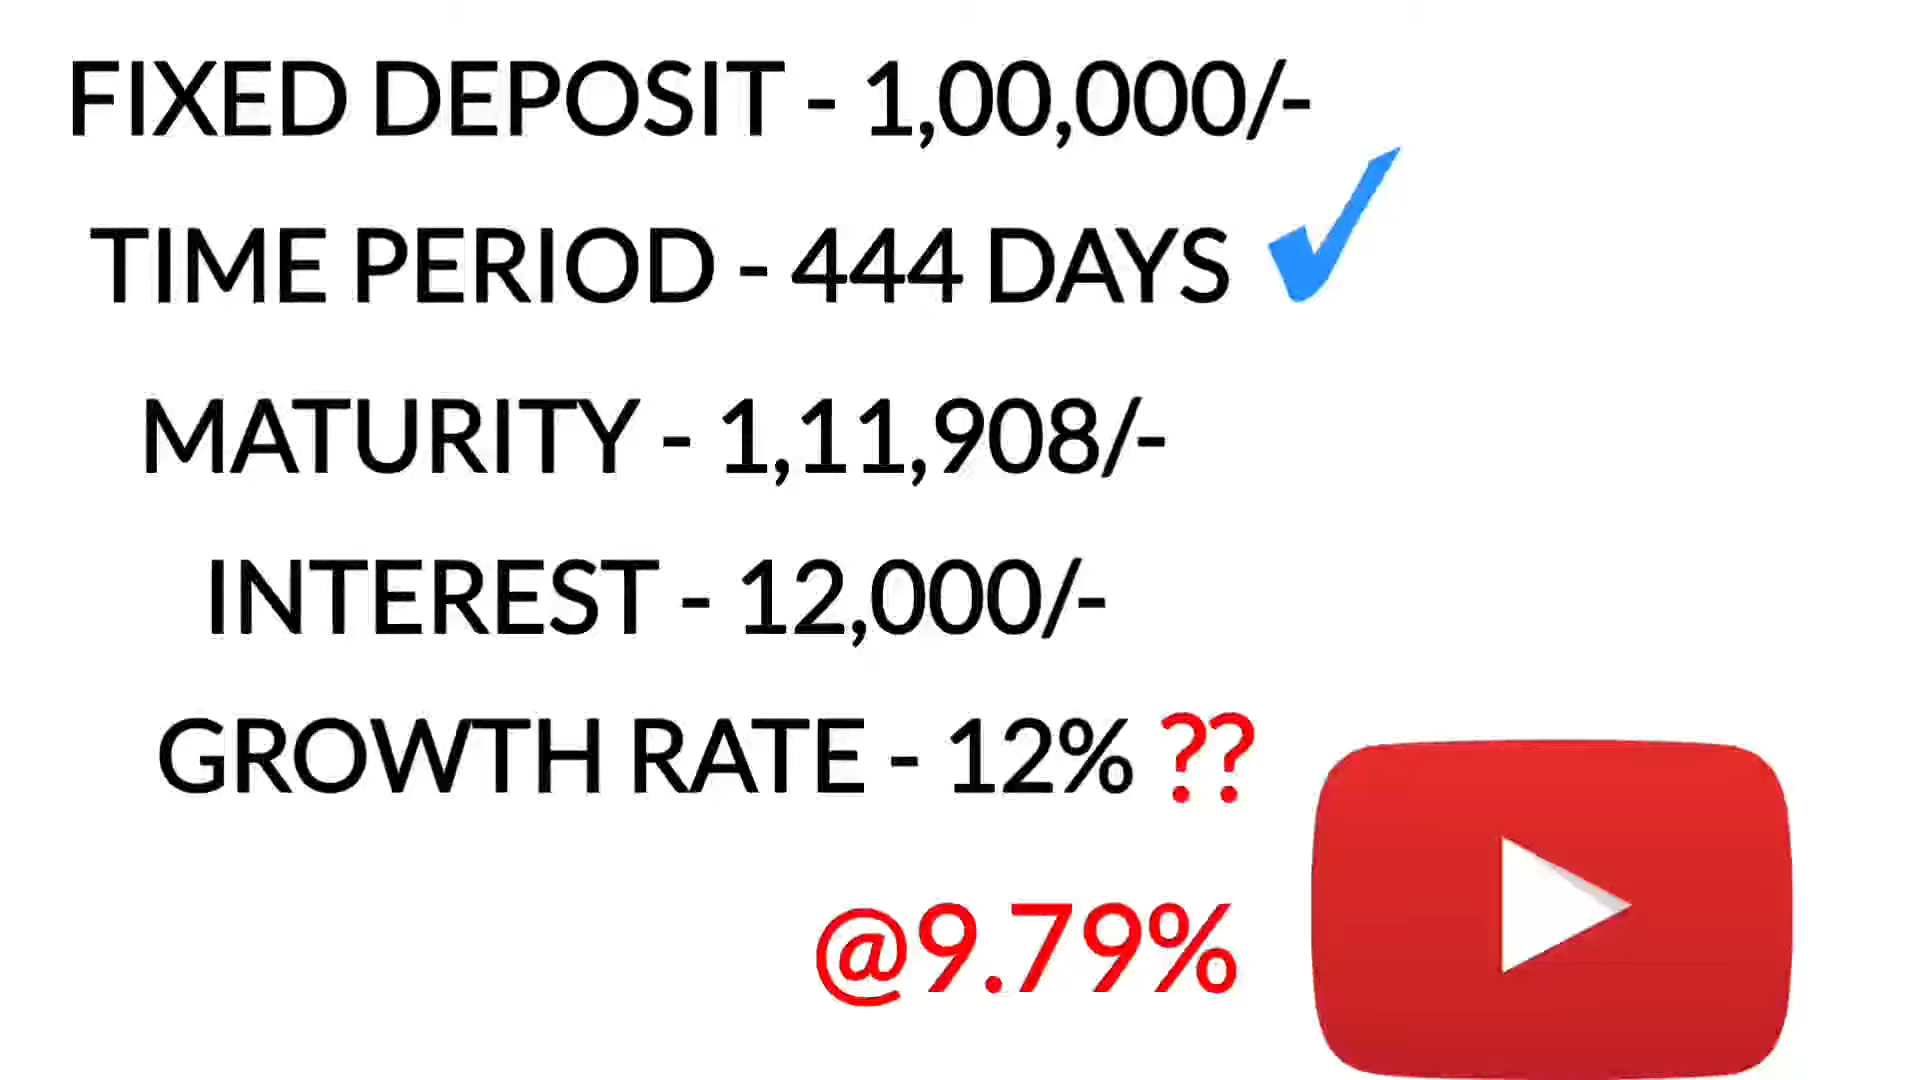 FIXED DEPOSIT - 1,00,000/-
TIME PERIOD - 444 DAYS
MATURITY - 1,11,908/-
INTEREST - 12,000/-
GROWTH RATE - 12% ??
@9.79%